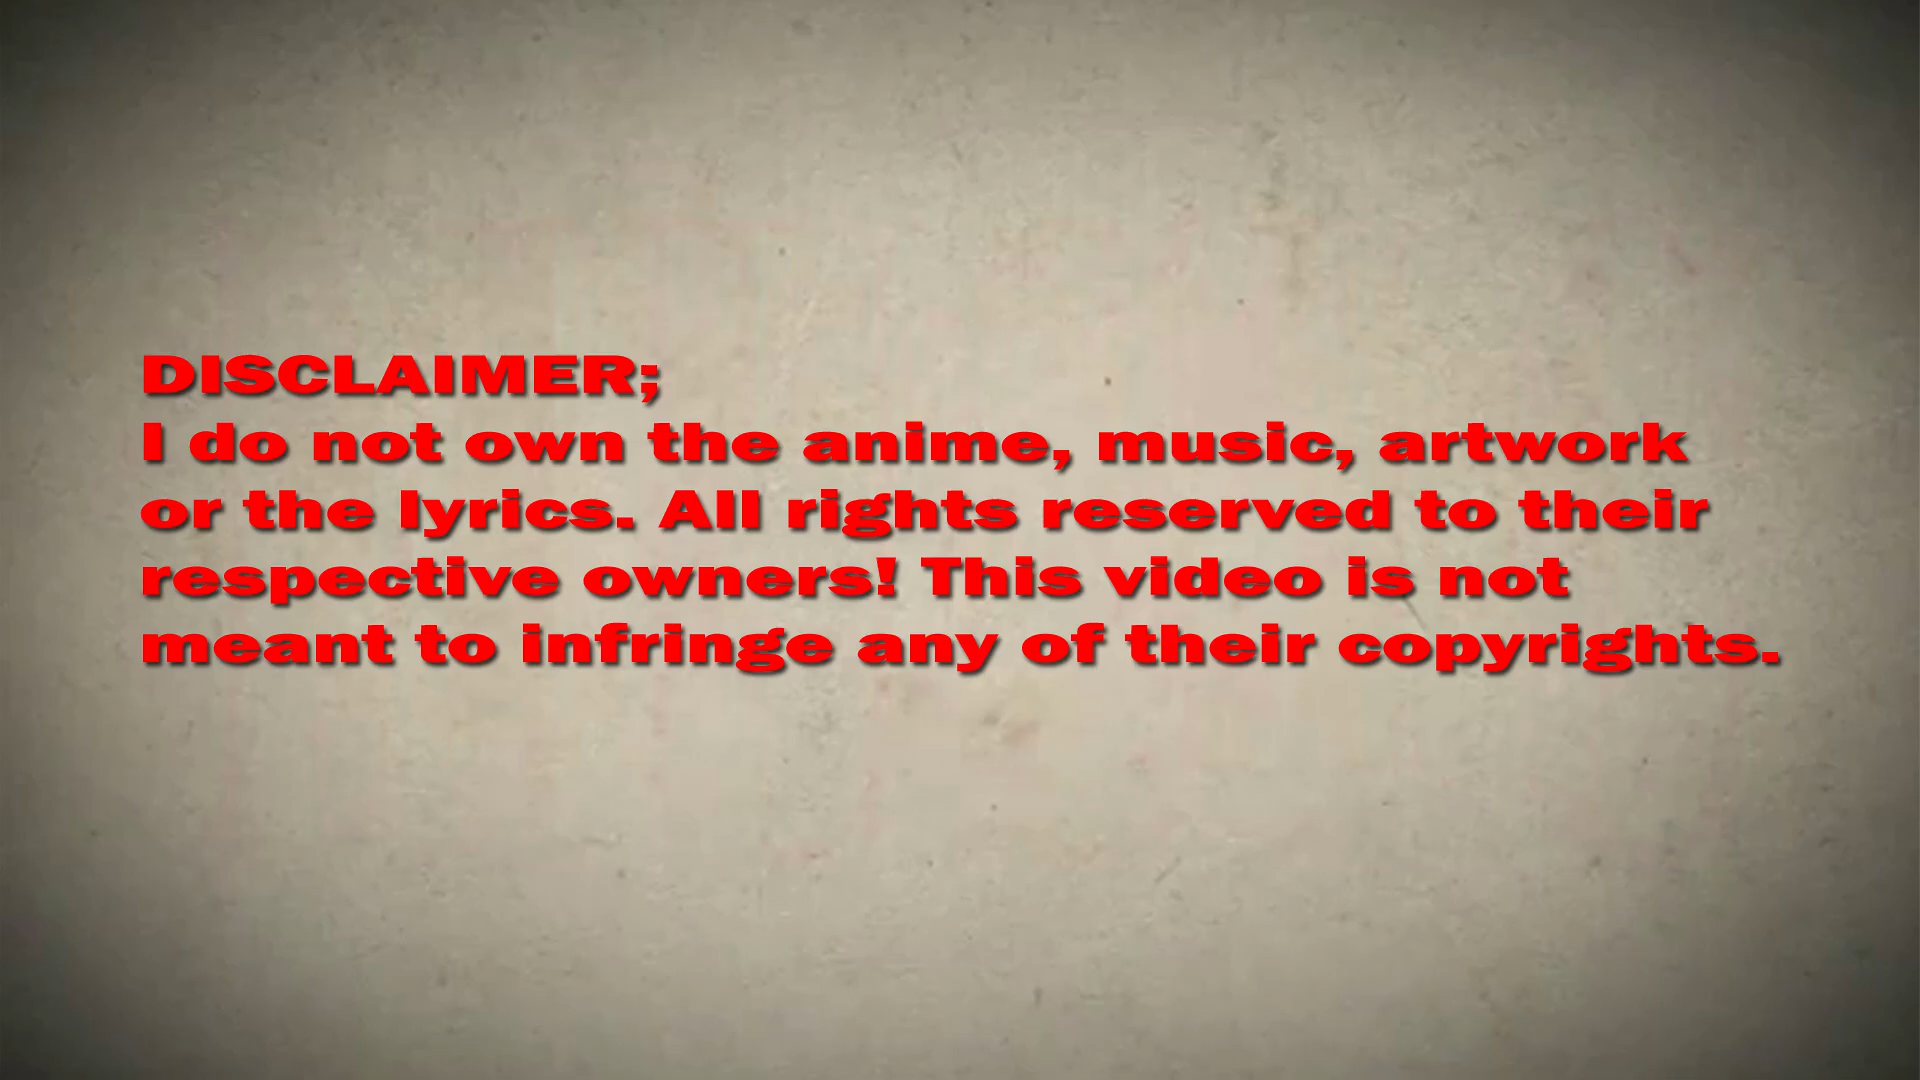 DISCLAIMER;
I do not own the anime, music, artwork
or the lyrics. All rights reserved to their
respective owners! This video is not
meant to infringe any of their copyrights.